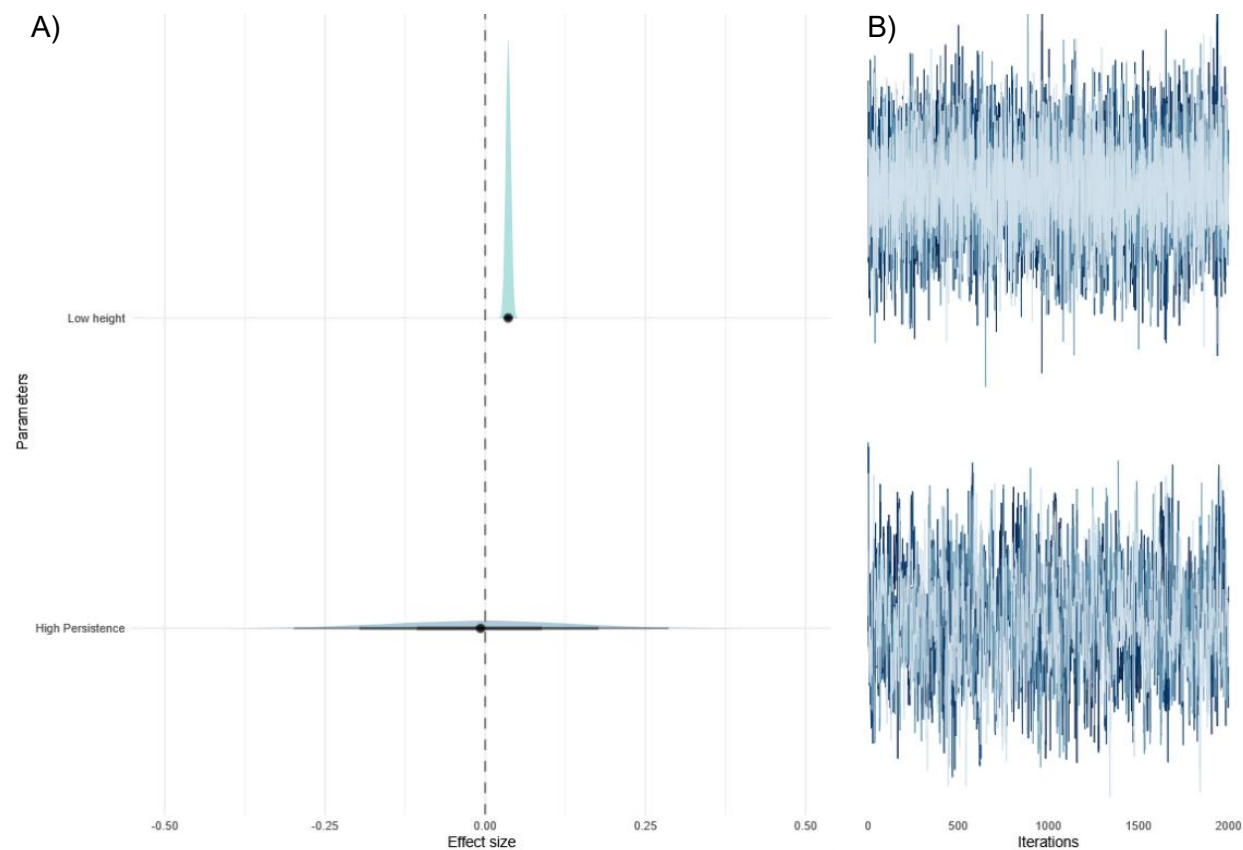 A)
B)
Low height
Parameters
High Persistence
-0.50 -0.25 0.00 0.25 0.50
Effect size
0 500 1000 1500 2000
Iterations